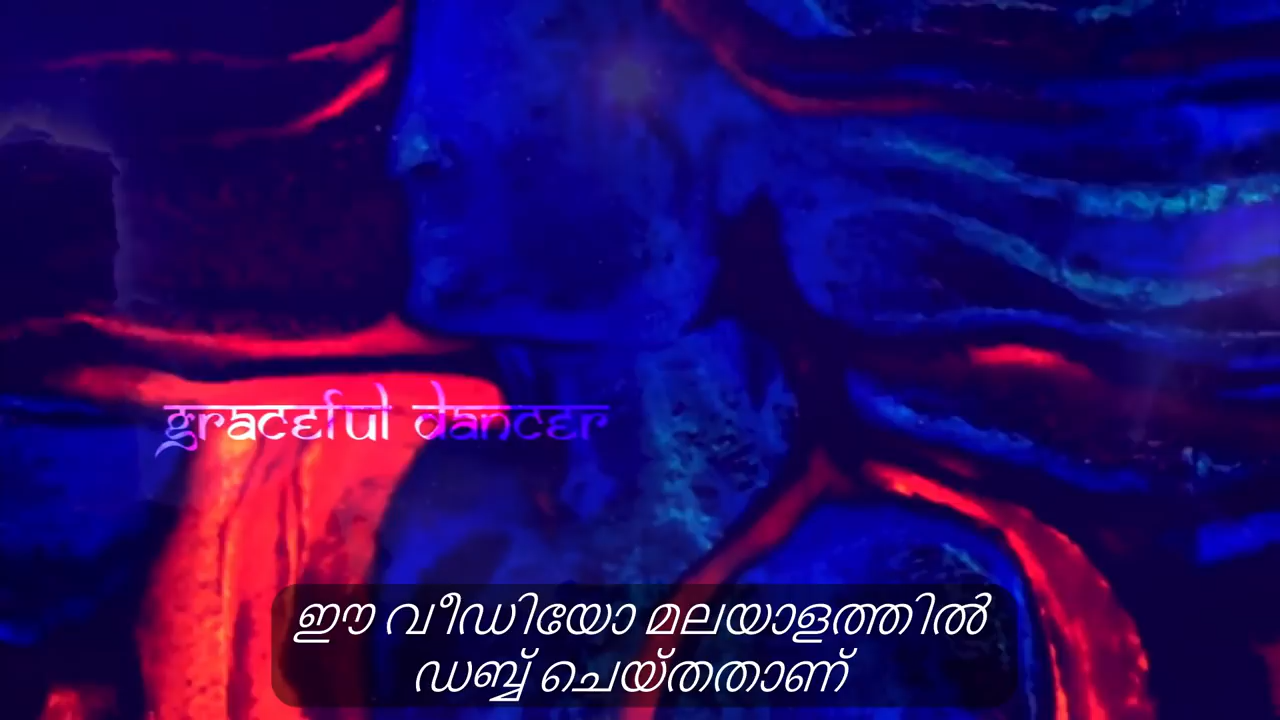 graceful dancer
ഈ വീഡിയോ മലയാളത്തിൽ
ഡബ്ബ് ചെയ്തതാണ്